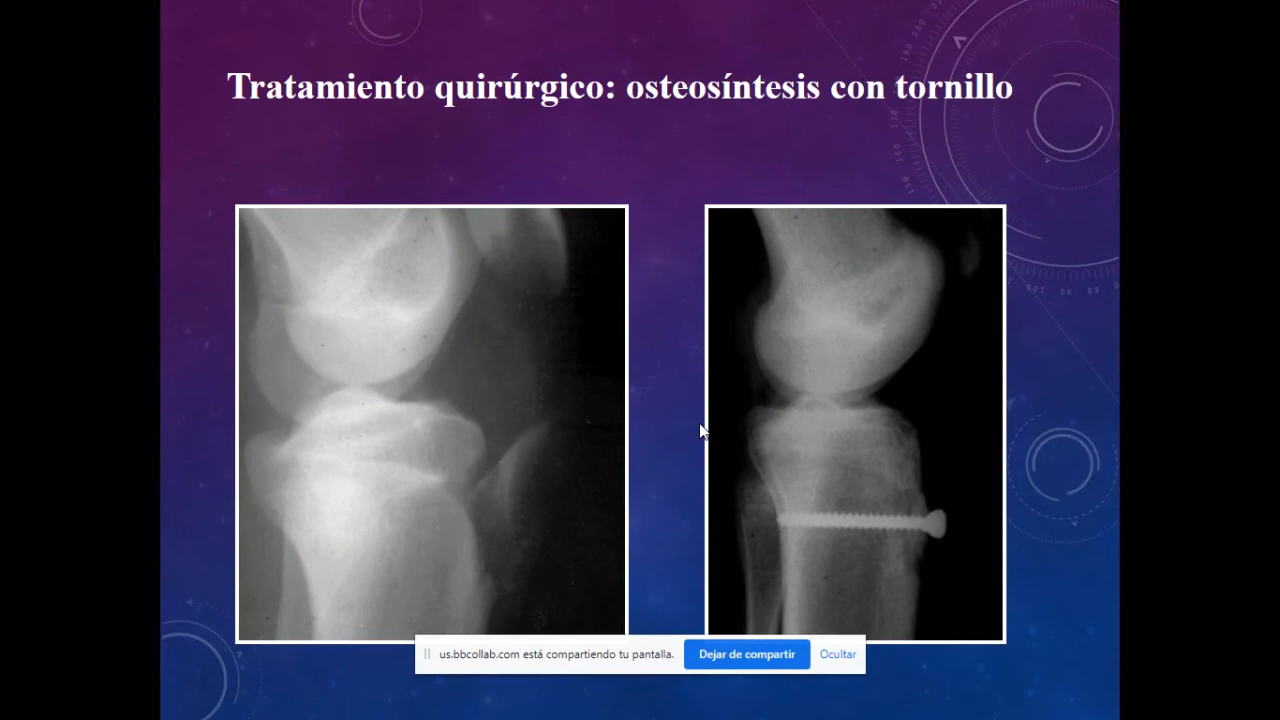 Tratamiento quirúrgico: osteosíntesis con tornillo
us.bbcollab.com está compartiendo tu pantalla.
Dejar de compartir
Ocultar